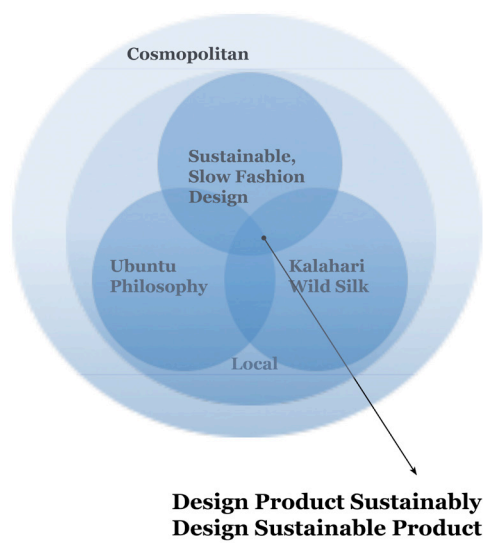 Cosmopolitan
Sustainable,
Slow Fashion
Design
Ubuntu
Philosophy
Kalahari
Wild Silk
Local
Design Product Sustainably
Design Sustainable Product